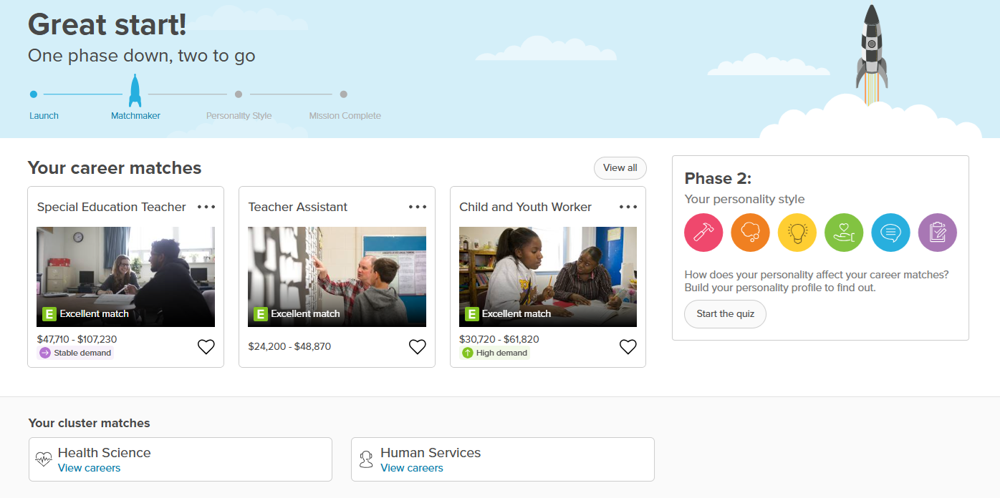 Great start!
One phase down, two to go
Launch
Matchmaker
Personality Style
Mission Complete
Your career matches
View all
Special Education Teacher
E Excellent match
$47,710 - $107,230
Stable demand
Teacher Assistant
E Excellent match
$24,200 - $48,870
Child and Youth Worker
E Excellent match
$30,720 - $61,820
High demand
Phase 2:
Your personality style
How does your personality affect your career matches?
Build your personality profile to find out.
Start the quiz
Your cluster matches
Health Science
View careers
Human Services
View careers